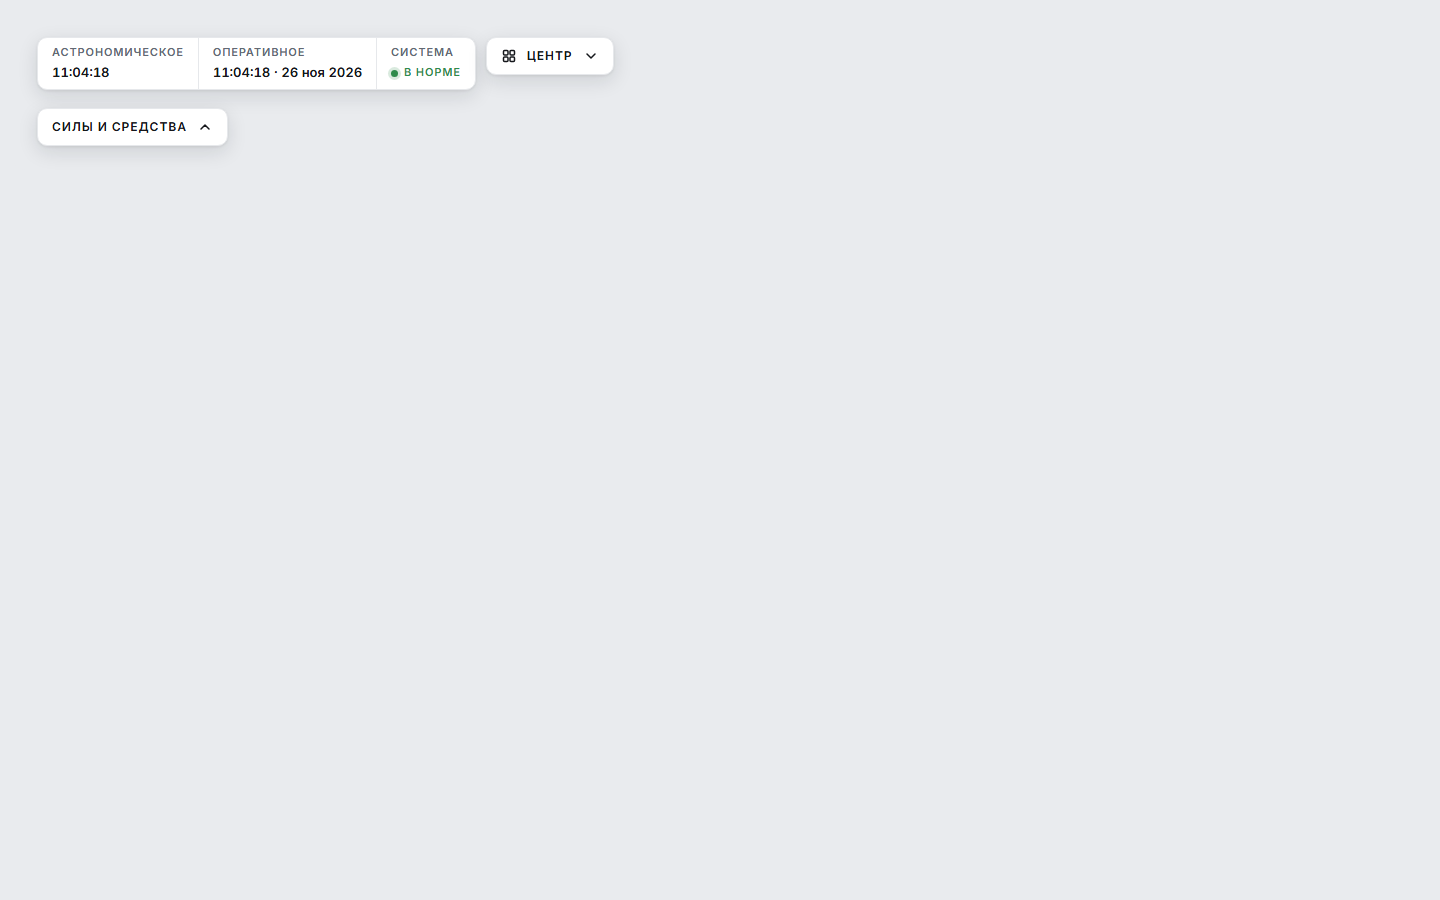 АСТРОНОМИЧЕСКОЕ
11:04:18
ОПЕРАТИВНОЕ
11:04:18 · 26 ноя 2026
СИСТЕМА
В НОРМЕ
ЦЕНТР
СИЛЫ И СРЕДСТВА